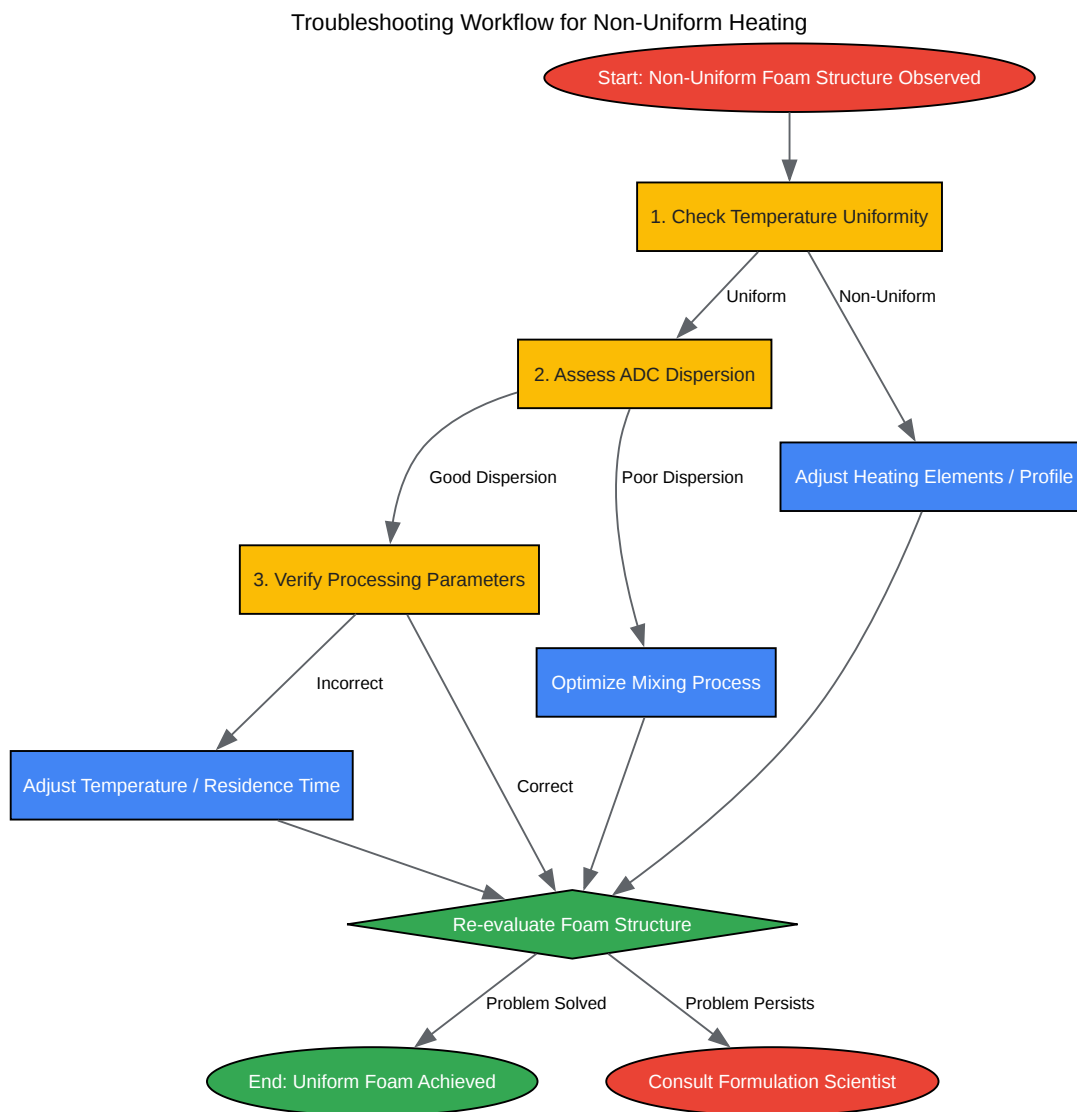 Troubleshooting Workflow for Non-Uniform Heating
Start: Non-Uniform Foam Structure Observed
1. Check Temperature Uniformity
Uniform
Non-Uniform
2. Assess ADC Dispersion
Adjust Heating Elements / Profile
Good Dispersion
Poor Dispersion
3. Verify Processing Parameters
Optimize Mixing Process
Incorrect
Adjust Temperature / Residence Time
Correct
Re-evaluate Foam Structure
Problem Solved
Problem Persists
End: Uniform Foam Achieved
Consult Formulation Scientist